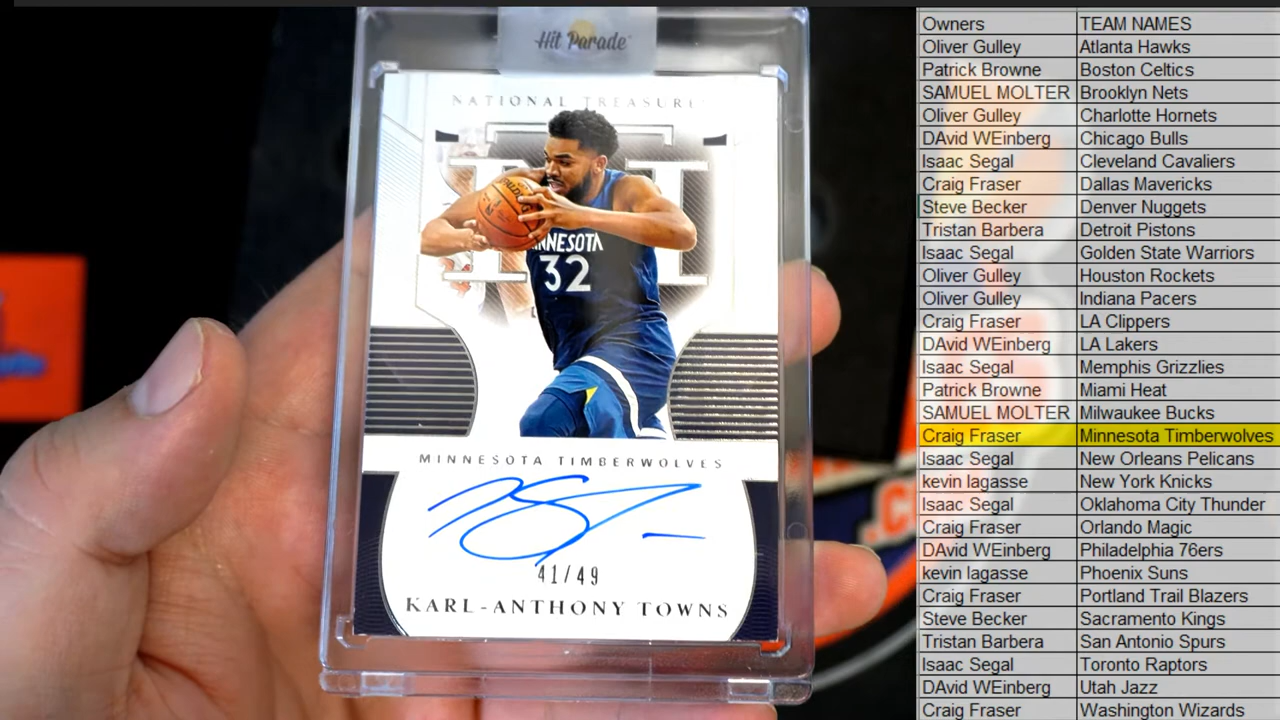 Hit Parade
NATIONAL TREASURE
SPALDING
MINNESOTA
32
MINNESOTA TIMBERWOLVES
41/49
KARL-ANTHONY TOWNS
Owners TEAM NAMES
Oliver Gulley Atlanta Hawks
Patrick Browne Boston Celtics
SAMUEL MOLTER Brooklyn Nets
Oliver Gulley Charlotte Hornets
DAvid WEinberg Chicago Bulls
Isaac Segal Cleveland Cavaliers
Craig Fraser Dallas Mavericks
Steve Becker Denver Nuggets
Tristan Barbera Detroit Pistons
Isaac Segal Golden State Warriors
Oliver Gulley Houston Rockets
Oliver Gulley Indiana Pacers
Craig Fraser LA Clippers
DAvid WEinberg LA Lakers
Isaac Segal Memphis Grizzlies
Patrick Browne Miami Heat
SAMUEL MOLTER Milwaukee Bucks
Craig Fraser Minnesota Timberwolves
Isaac Segal New Orleans Pelicans
kevin lagasse New York Knicks
Isaac Segal Oklahoma City Thunder
Craig Fraser Orlando Magic
DAvid WEinberg Philadelphia 76ers
kevin lagasse Phoenix Suns
Craig Fraser Portland Trail Blazers
Steve Becker Sacramento Kings
Tristan Barbera San Antonio Spurs
Isaac Segal Toronto Raptors
DAvid WEinberg Utah Jazz
Craig Fraser Washington Wizards